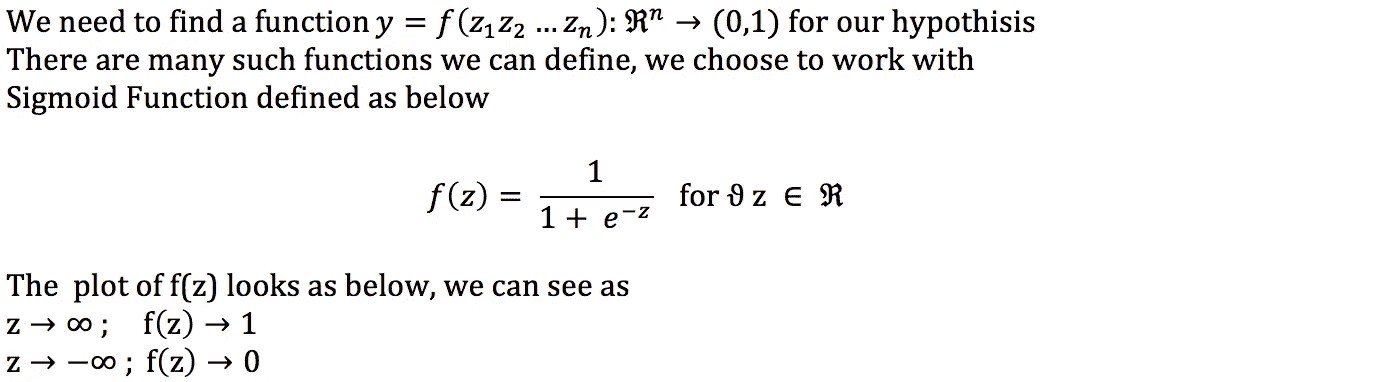 We need to find a function y = f(z₁z₂ … zₙ): ℜⁿ → (0,1) for our hypothisis
There are many such functions we can define, we choose to work with
Sigmoid Function defined as below
f(z) = 1 / (1 + e⁻ᶻ) for ϑ z ∈ ℜ
The plot of f(z) looks as below, we can see as
z → ∞ ; f(z) → 1
z → −∞ ; f(z) → 0